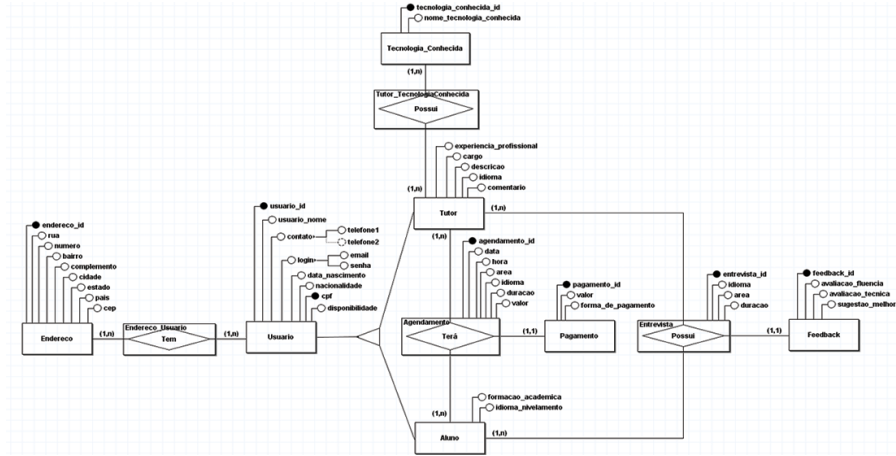 tecnologia_conhecida_id
nome_tecnologia_conhecida
Tecnologia_Conhecida
(1,n)
Tutor_TecnologiaConhecida
Possui
experiencia_profissional
cargo
descricao
idioma
comentario
(1,n)
Tutor
(1,n)
(1,n)
usuario_id
usuario_nome
contato
telefone1
telefone2
login
email
senha
data_nascimento
nacionalidade
cpf
disponibilidade
Usuario
endereco_id
rua
numero
bairro
complemento
cidade
estado
pais
cep
Endereco
(1,n)
Endereco_Usuario
Tem
(1,n)
agendamento_id
data
hora
area
idioma
duracao
valor
Agendamento
Terá
(1,1)
pagamento_id
valor
forma_de_pagamento
Pagamento
entrevista_id
idioma
area
duracao
Entrevista
Possui
(1,1)
feedback_id
avaliacao_fluencia
avaliacao_tecnica
sugestao_melhor
Feedback
formacao_academica
idioma_nivelamento
(1,n)
Aluno
(1,n)